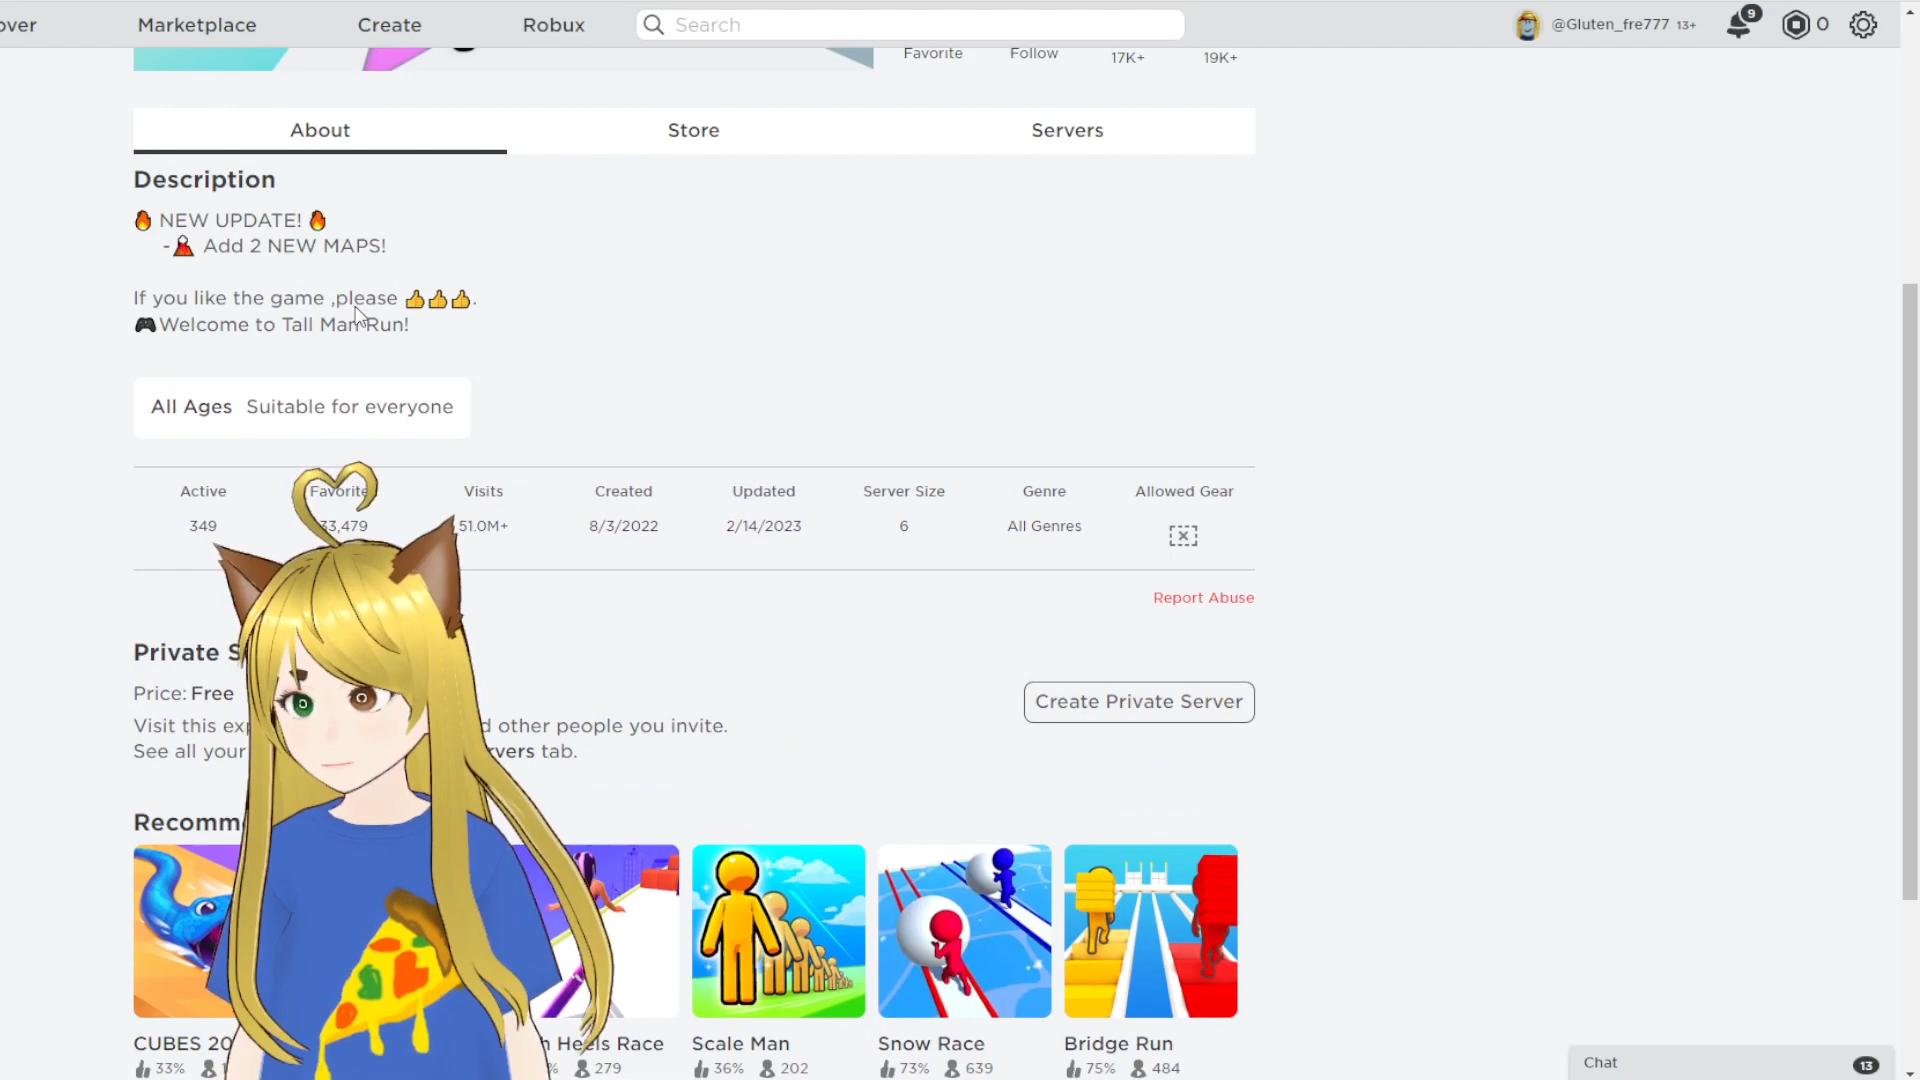 over Marketplace Create Robux Search @Gluten_fre777 13+ 9 0
Favorite Follow 17K+ 19K+
About Store Servers
Description
🔥 NEW UPDATE! 🔥
-🌋 Add 2 NEW MAPS!
If you like the game ,please 👍👍👍.
🎮Welcome to Tall Man Run!
All Ages Suitable for everyone
Active Favorite Visits Created Updated Server Size Genre Allowed Gear
349 33,479 51.0M+ 8/3/2022 2/14/2023 6 All Genres
Report Abuse
Private S
Price: Free
Create Private Server
Visit this exp d other people you invite.
See all your rvers tab.
Recomm
CUBES 20 h Heels Race Scale Man Snow Race Bridge Run
33% 279 36% 202 73% 639 75% 484
Chat 13